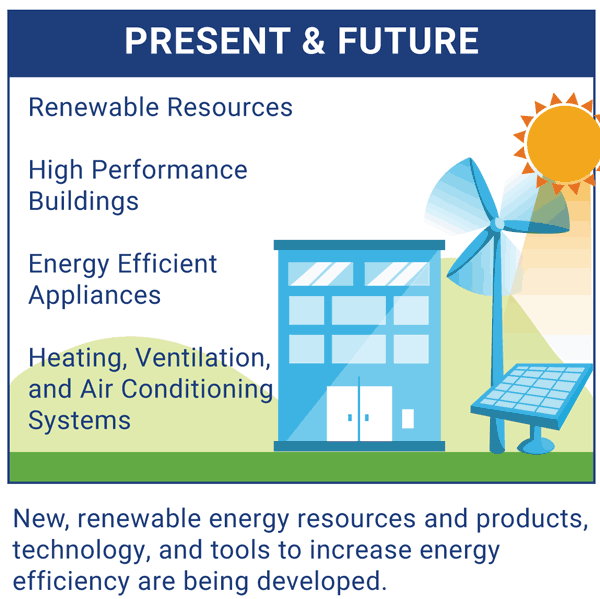 PRESENT & FUTURE
Renewable Resources
High Performance
Buildings
Energy Efficient
Appliances
Heating, Ventilation,
and Air Conditioning
Systems
New, renewable energy resources and products,
technology, and tools to increase energy
efficiency are being developed.